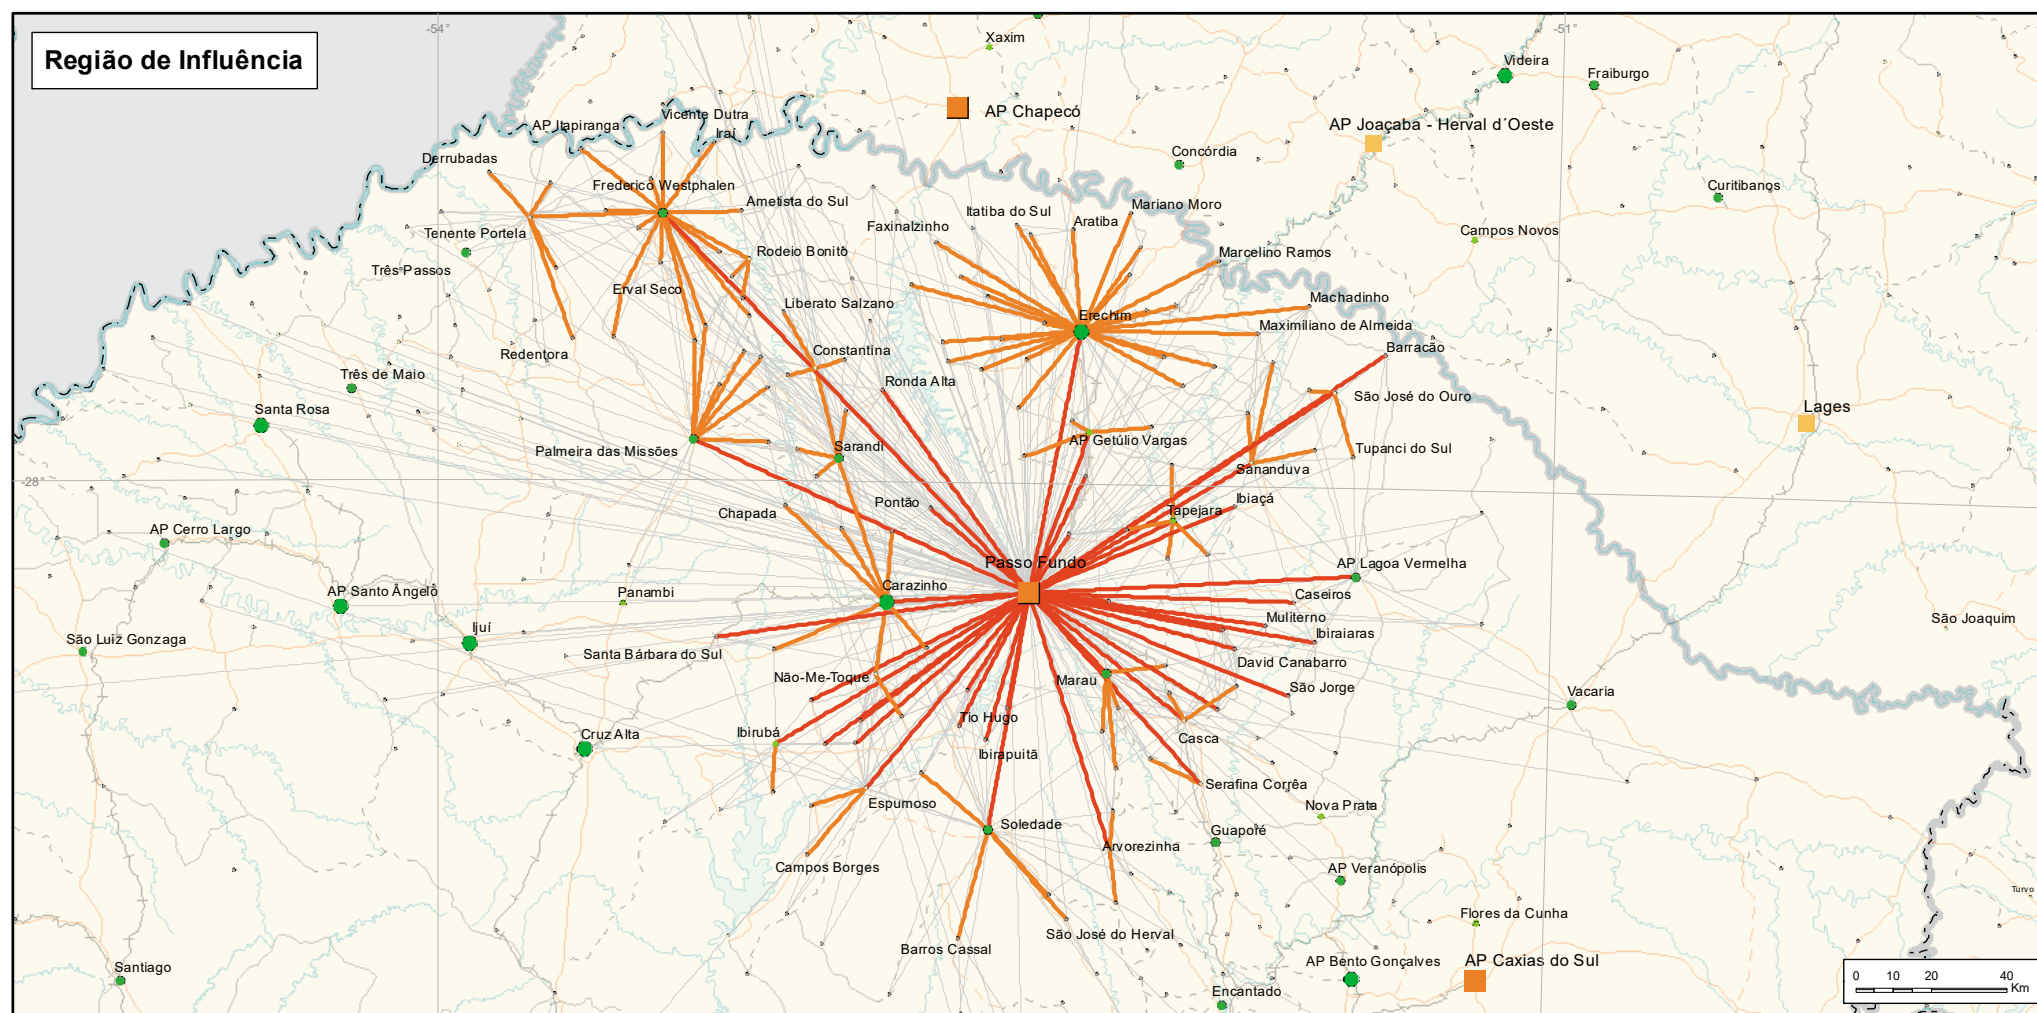 Região de Influência
-54°
-51°
Xaxim
Videira
Fraiburgo
AP Chapecó
Vicente Dutra
AP Itapiranga
Iraí
AP Joaçaba - Herval d´Oeste
Derrubadas
Concórdia
Frederico Westphalen
Curitibanos
Ametista do Sul
Itatiba do Sul
Mariano Moro
Aratiba
Faxinalzinho
Tenente Portela
Campos Novos
Rodeio Bonito
Marcelino Ramos
Três Passos
Erval Seco
Liberato Salzano
Machadinho
Erechim
Maximiliano de Almeida
Redentora
Constantina
Barracão
Três de Maio
Ronda Alta
São José do Ouro
Santa Rosa
Lages
AP Getúlio Vargas
Palmeira das Missões
Sarandi
Tupanci do Sul
Sananduva
-28°
Pontão
Ibiaçá
Chapada
Tapejara
AP Cerro Largo
Passo Fundo
AP Lagoa Vermelha
AP Santo Ângelo
Panambi
Carazinho
Caseiros
Muliterno
São Joaquim
Ijuí
Ibiraiaras
São Luiz Gonzaga
Santa Bárbara do Sul
David Canabarro
Não-Me-Toque
Marau
São Jorge
Vacaria
Tio Hugo
Ibirubá
Cruz Alta
Casca
Ibirapuitã
Serafina Corrêa
Espumoso
Nova Prata
Soledade
Guaporé
Arvorezinha
Campos Borges
AP Veranópolis
Turvo
Flores da Cunha
São José do Herval
Barros Cassal
Santiago
AP Bento Gonçalves
AP Caxias do Sul
Encantado
0 10 20 40
Km